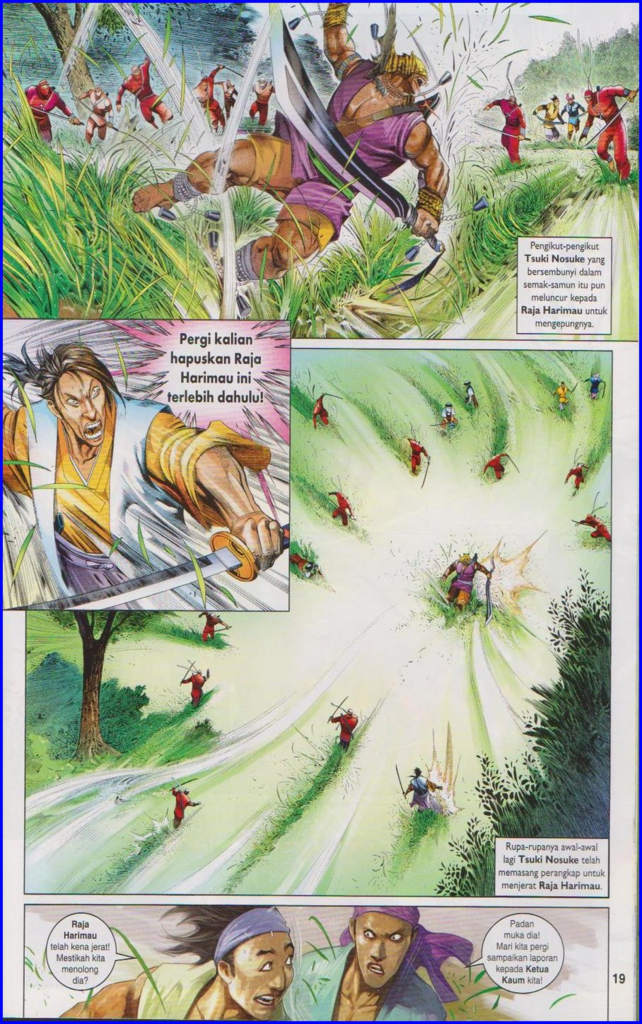 Pengikut-pengikut
Tsuki Nosuke yang
bersembunyi dalam
semak-samun itu pun
meluncur kepada
Raja Harimau untuk
mengepungnya.
Pergi kalian
hapuskan Raja
Harimau ini
terlebih dahulu!
Rupa-rupanya awal-awal
lagi Tsuki Nosuke telah
memasang perangkap untuk
menjerat Raja Harimau.
Raja
Harimau
telah kena jerat!
Mestikah kita
menolong
dia?
Padan
muka dia!
Mari kita pergi
sampaikan laporan
kepada Ketua
Kaum kita!
19